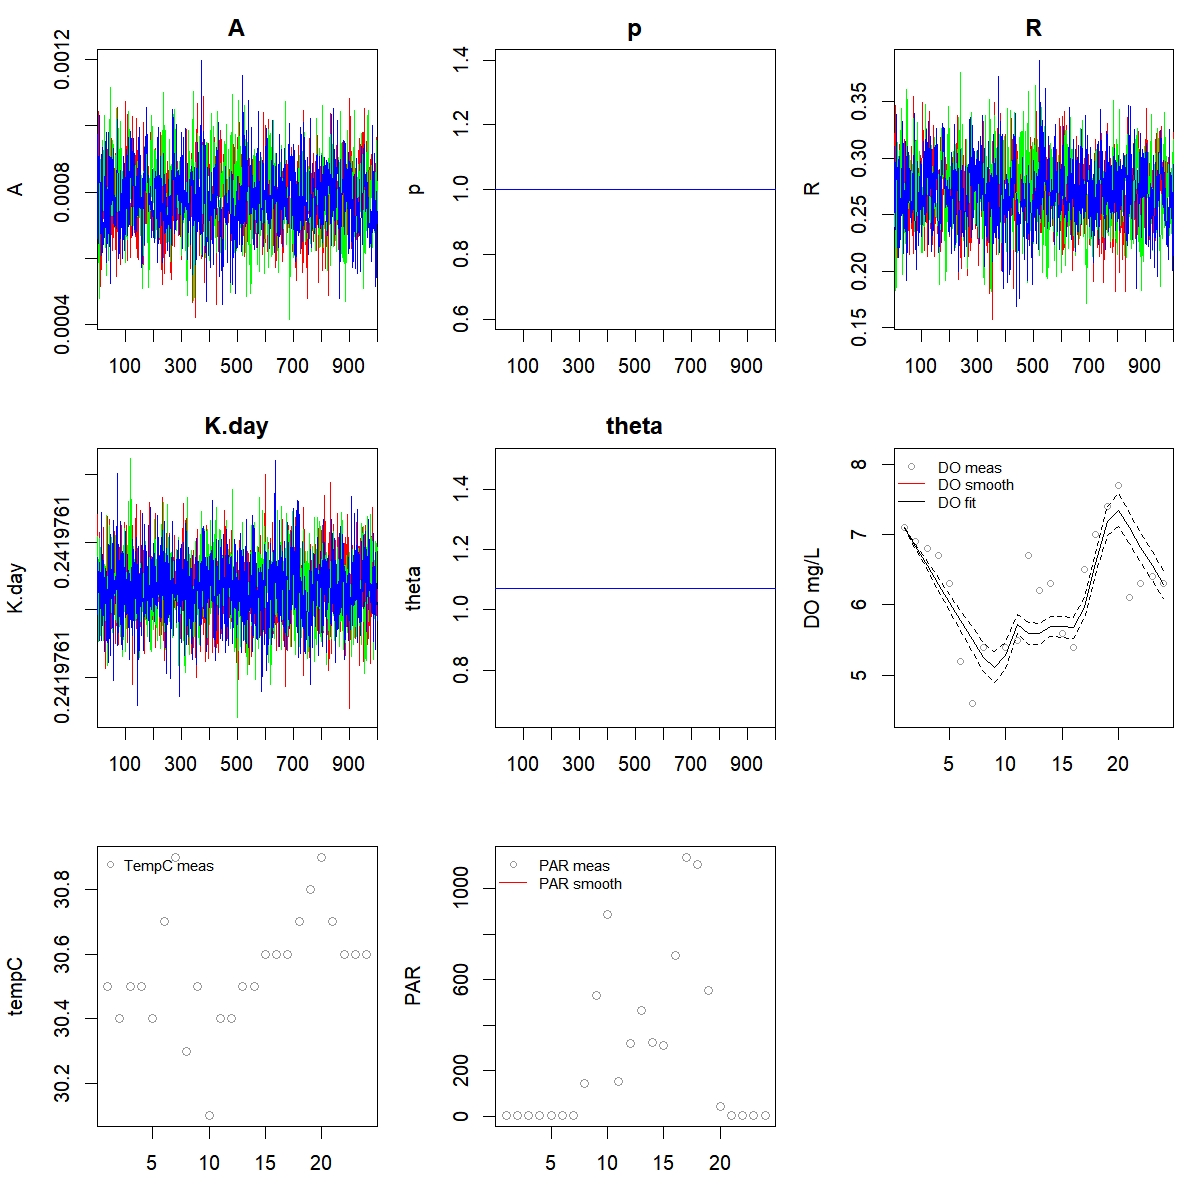 A
p
R
0.0012
0.0008
0.0004
A
100 300 500 700 900
1.4
1.2
1.0
0.8
0.6
p
100 300 500 700 900
0.35
0.30
0.25
0.20
0.15
R
100 300 500 700 900
K.day
theta
0.2419761
0.2419761
K.day
100 300 500 700 900
1.4
1.2
1.0
0.8
theta
100 300 500 700 900
DO meas
DO smooth
DO fit
8
7
6
5
DO mg/L
5 10 15 20
TempC meas
30.8
30.6
30.4
30.2
tempC
5 10 15 20
PAR meas
PAR smooth
1000
600
200
0
PAR
5 10 15 20